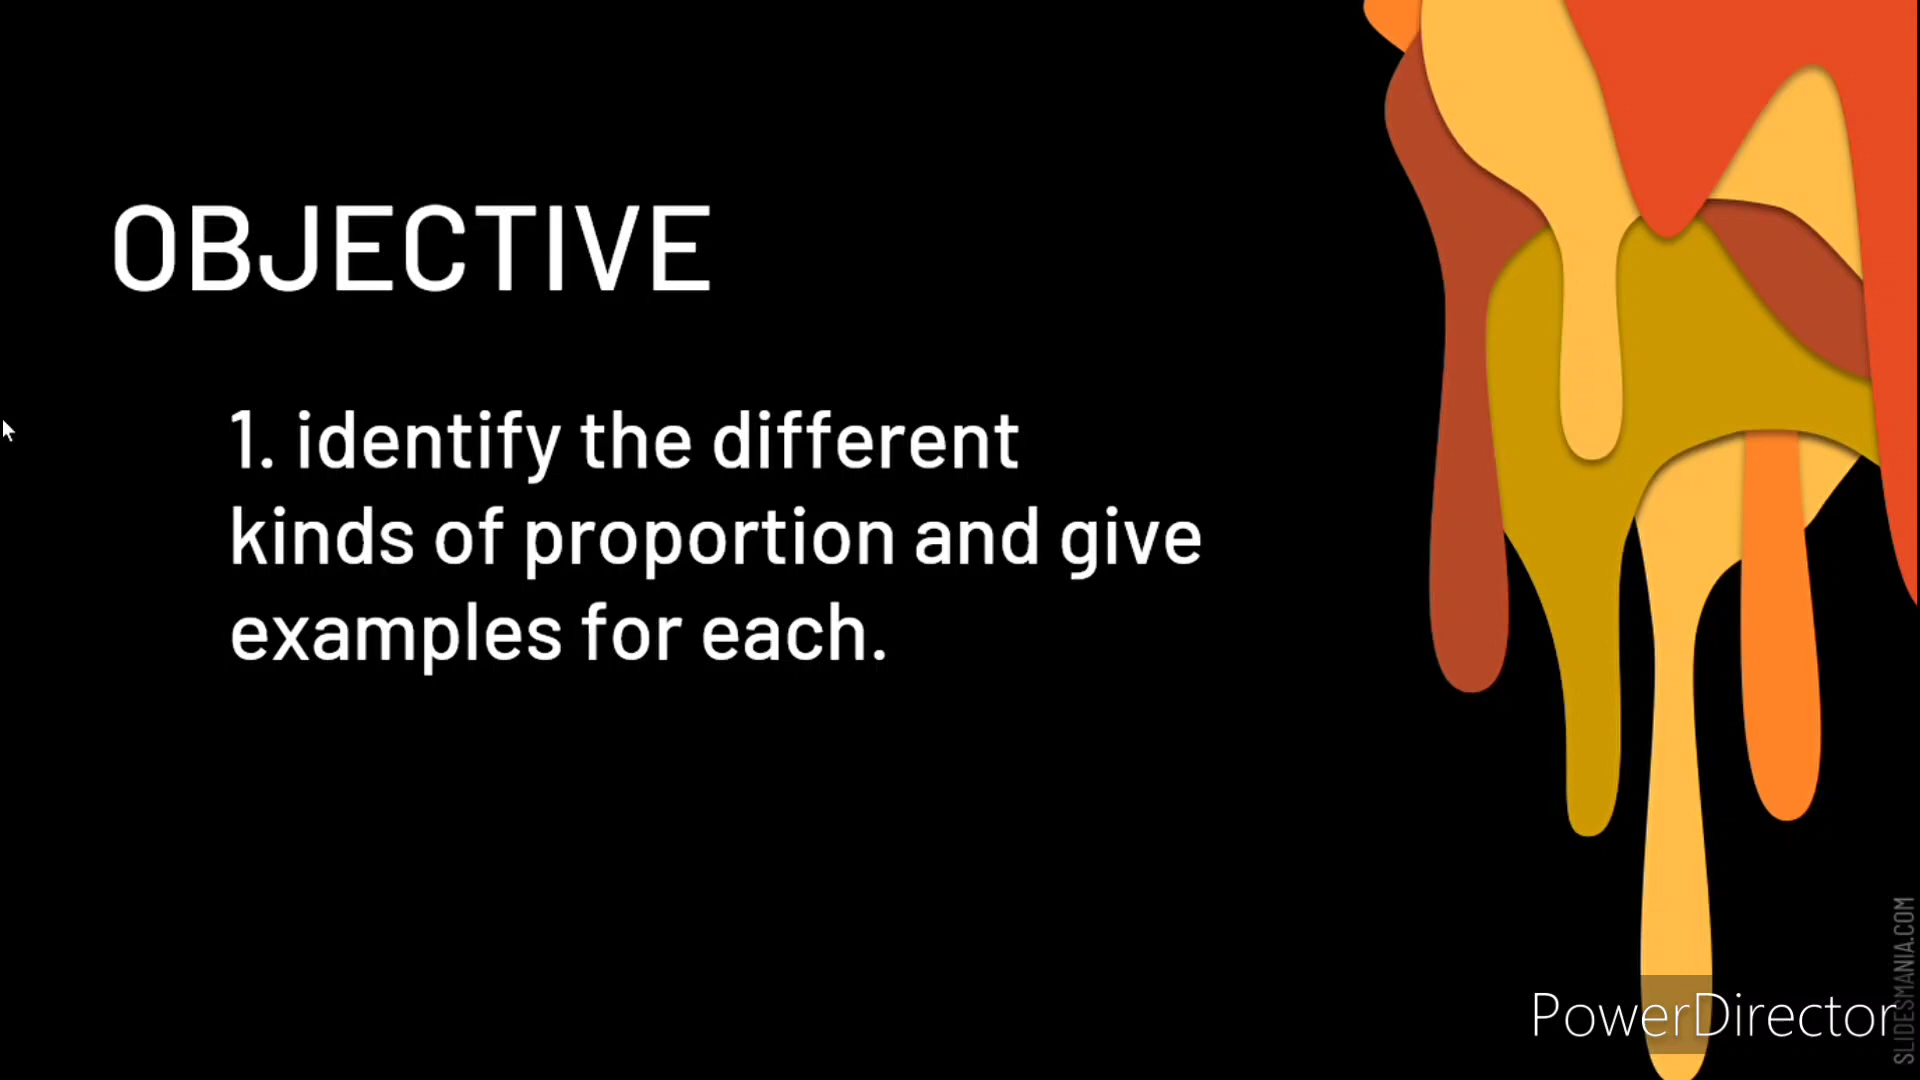 OBJECTIVE
1. identify the different
kinds of proportion and give
examples for each.
SLIDESMANIA.COM
PowerDirector